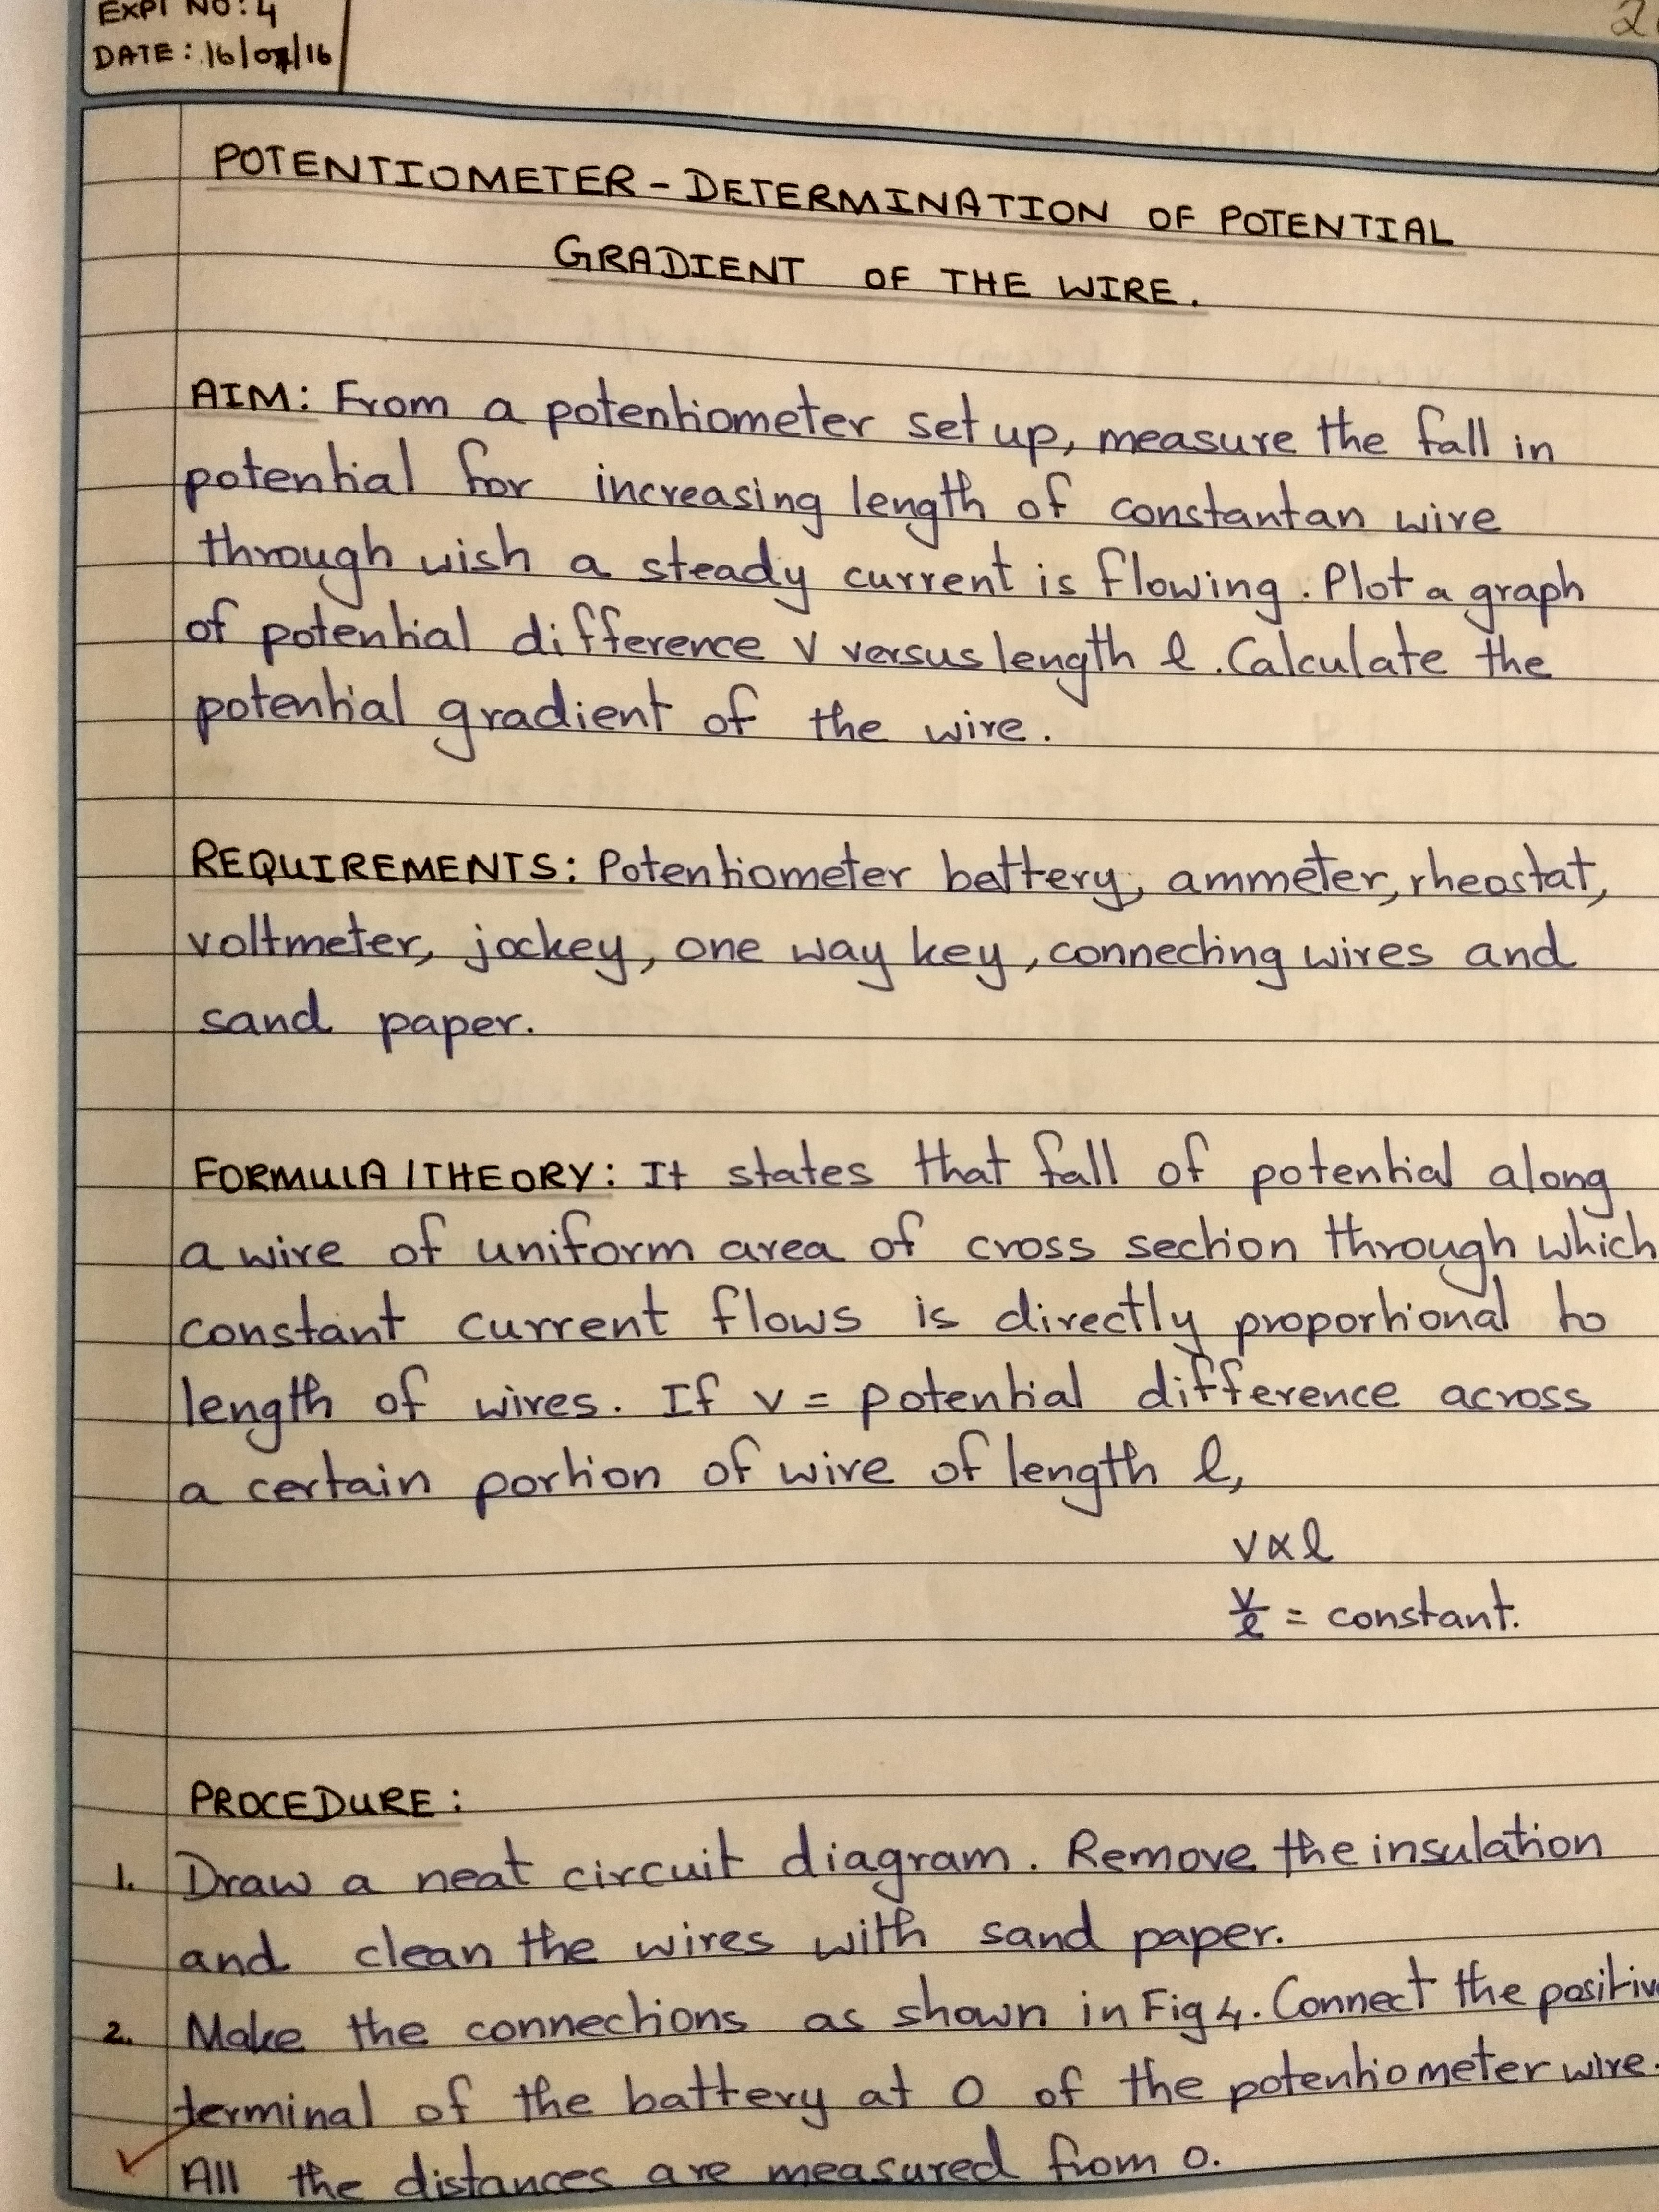 EXPT NO: 4
DATE: 16/07/16
POTENTIOMETER - DETERMINATION OF POTENTIAL
GRADIENT OF THE WIRE.
AIM: From a potentiometer set up, measure the fall in
potential for increasing length of constantan wire
through wish a steady current is flowing. Plot a graph
of potential difference V versus length l. Calculate the
potential gradient of the wire.
REQUIREMENTS: Potentiometer battery, ammeter, rheostat,
voltmeter, jockey, one way key, connecting wires and
sand paper.
FORMULA/THEORY: It states that fall of potential along
a wire of uniform area of cross section through which
constant current flows is directly proportional to
length of wires. If v = potential difference across
a certain portion of wire of length l,
v∝l
v/l = constant.
PROCEDURE:
1. Draw a neat circuit diagram. Remove the insulation
and clean the wires with sand paper.
2. Make the connections as shown in Fig 4. Connect the positive
terminal of the battery at 0 of the potentiometer wire.
All the distances are measured from 0.